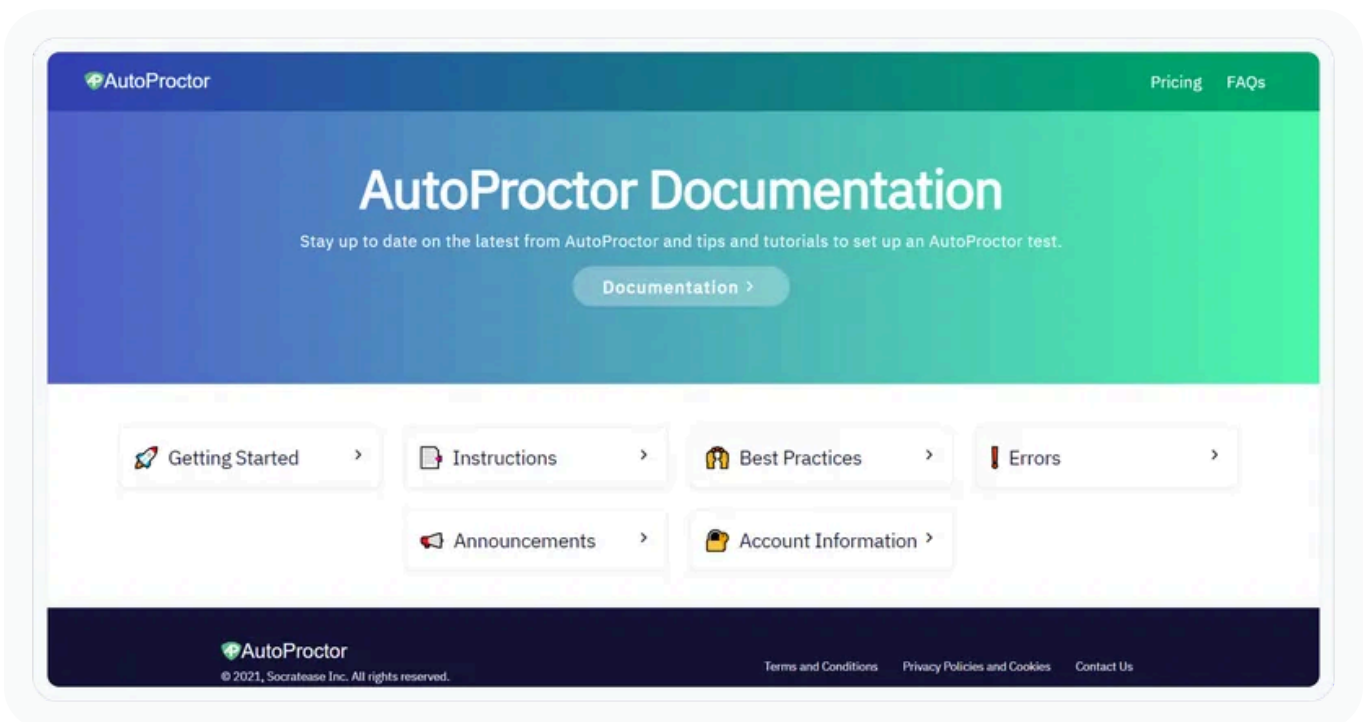 AutoProctor
Pricing FAQs
AutoProctor Documentation
Stay up to date on the latest from AutoProctor and tips and tutorials to set up an AutoProctor test.
Documentation >
Getting Started >
Instructions >
Best Practices >
Errors >
Announcements >
Account Information >
AutoProctor
© 2021, Socratease Inc. All rights reserved.
Terms and Conditions Privacy Policies and Cookies Contact Us